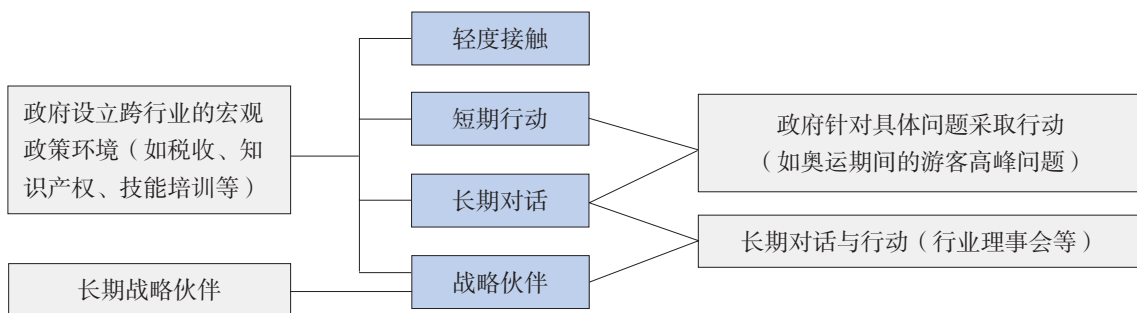 政府设立跨行业的宏观
政策环境（如税收、知
识产权、技能培训等）
长期战略伙伴
轻度接触
短期行动
长期对话
战略伙伴
政府针对具体问题采取行动
（如奥运期间的游客高峰问题）
长期对话与行动（行业理事会等）